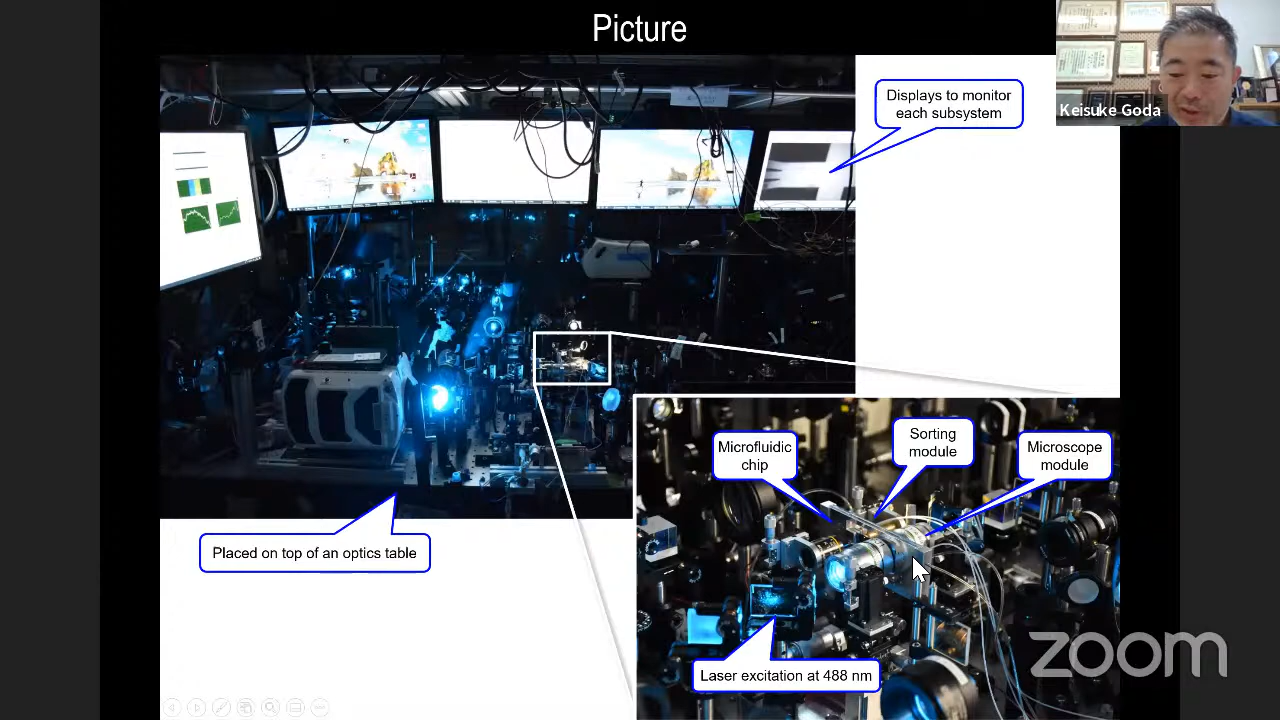 Picture
Keisuke Goda
Displays to monitor
each subsystem
Microfluidic
chip
Sorting
module
Microscope
module
Placed on top of an optics table
Laser excitation at 488 nm
zoom